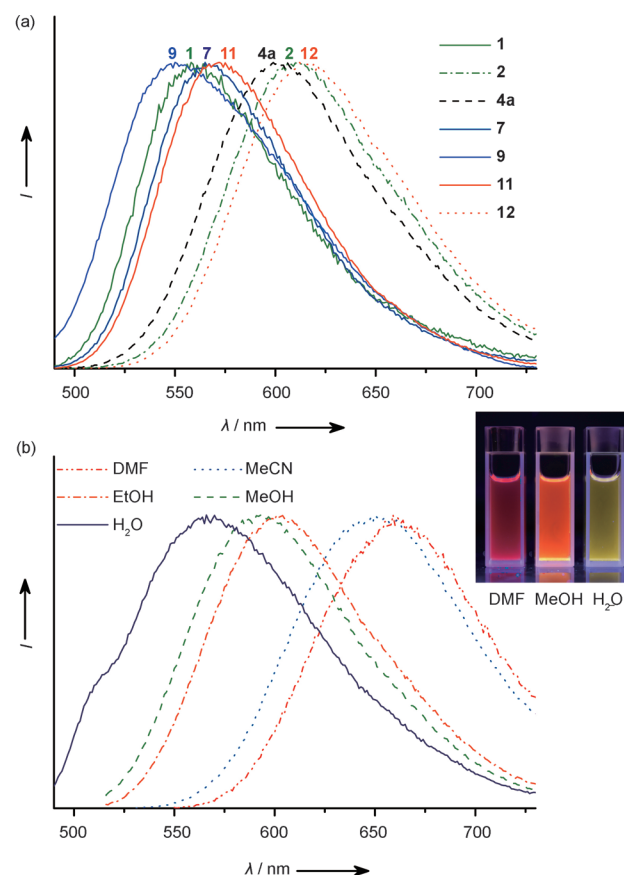 (a)
9 1 7 11 4a 2 12
1
2
4a
7
9
11
12
I
500 550 600 650 700
λ / nm
(b)
DMF MeCN
EtOH MeOH
H₂O
I
DMF MeOH H₂O
500 550 600 650 700
λ / nm